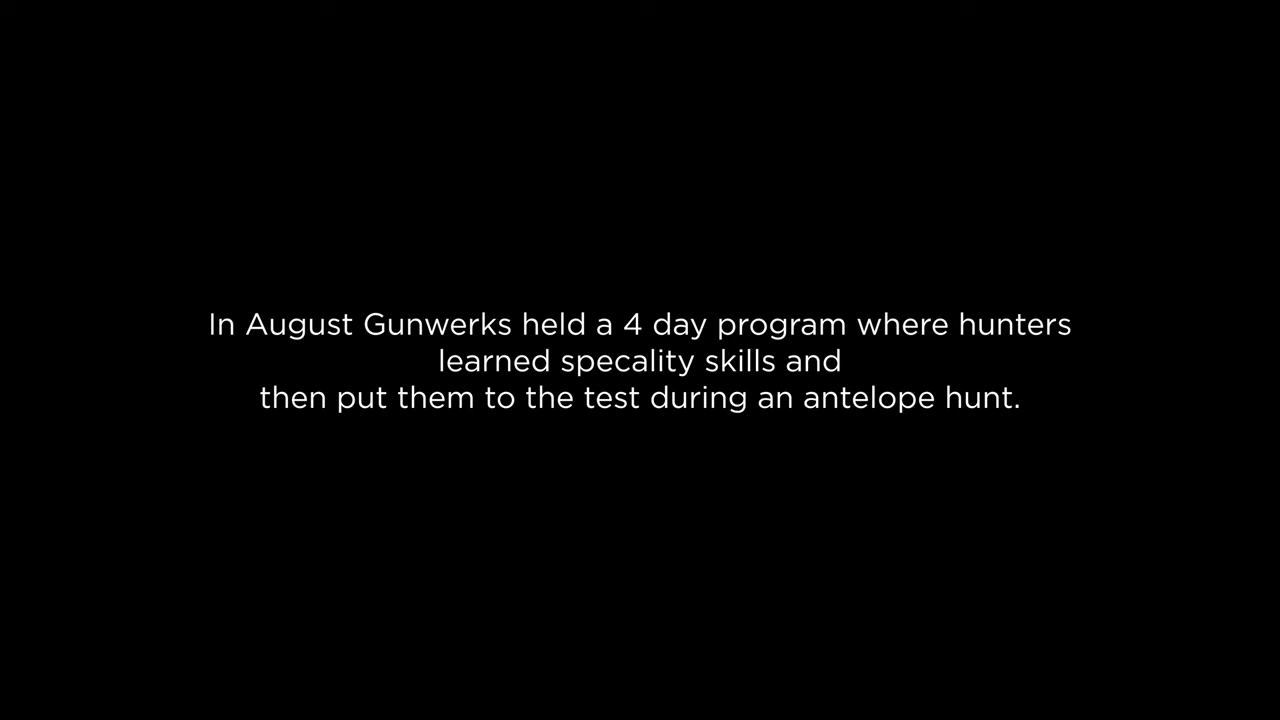 In August Gunwerks held a 4 day program where hunters
learned specality skills and
then put them to the test during an antelope hunt.